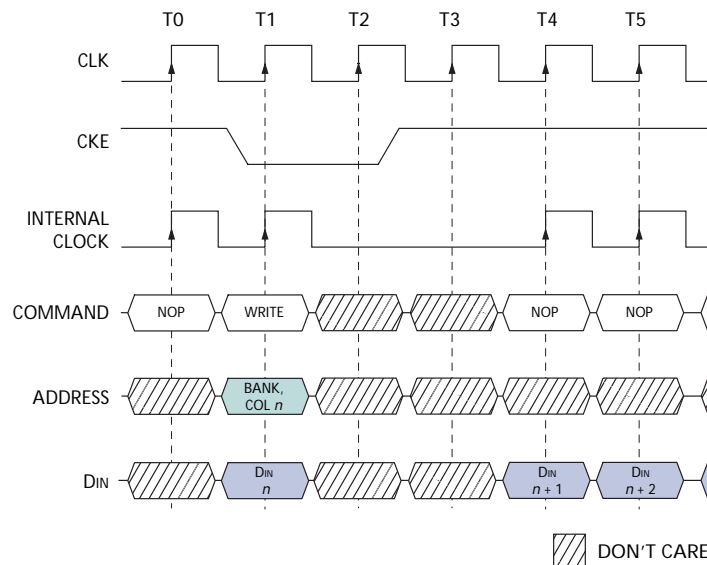 T0 T1 T2 T3 T4 T5
CLK
CKE
INTERNAL
CLOCK
COMMAND NOP WRITE NOP NOP
ADDRESS BANK,
COL n
DIN DIN
n DIN
n + 1 DIN
n + 2
DON'T CARE